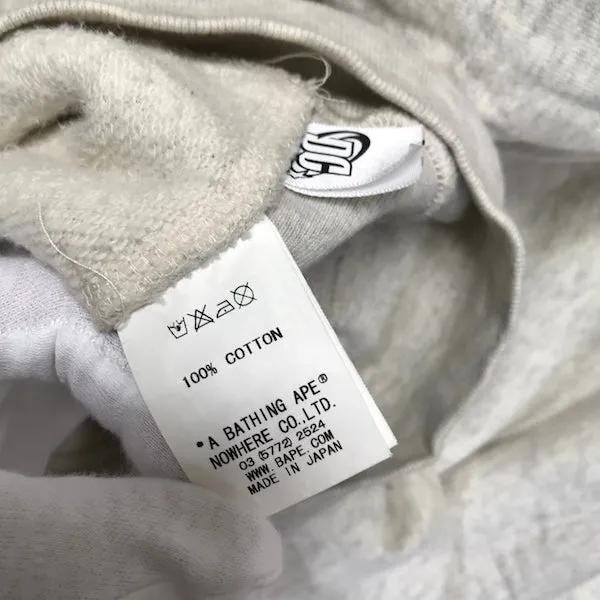 100% COTTON
•A BATHING APE®
NOWHERE CO.,LTD.
03 (5772) 2524
WWW.BAPE.COM
MADE IN JAPAN